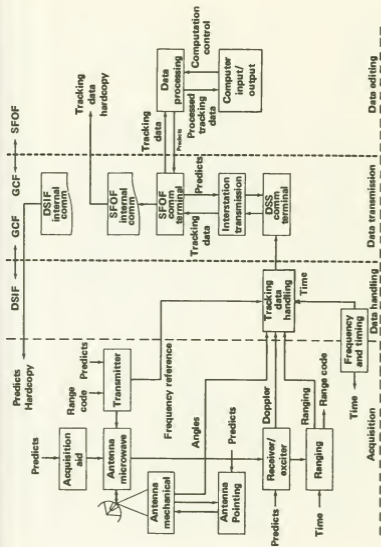 SFOF
GCF
GCF
DSIF
Tracking
data
hardcopy
Predicts
Hardcopy
DSIF
internal
comm
SFOF
internal
comm
Data
processing
Computation
control
Computer
input/
output
Processed
tracking
data
Tracking
data
Predicts
SFOF
comm
terminal
Predicts
Tracking
data
Interstation
transmission
DSS
comm
terminal
Data editing
Data transmission
Range
code
Predicts
Transmitter
Frequency reference
Tracking
data
handling
Time
Data handling
Predicts
Acquisition
aid
Antenna
microwave
Angles
Doppler
Ranging
Range code
Frequency
and timing
Time
Antenna
mechanical
Antenna
Pointing
Predicts
Receiver/
exciter
Ranging
Predicts
Time
Acquisition